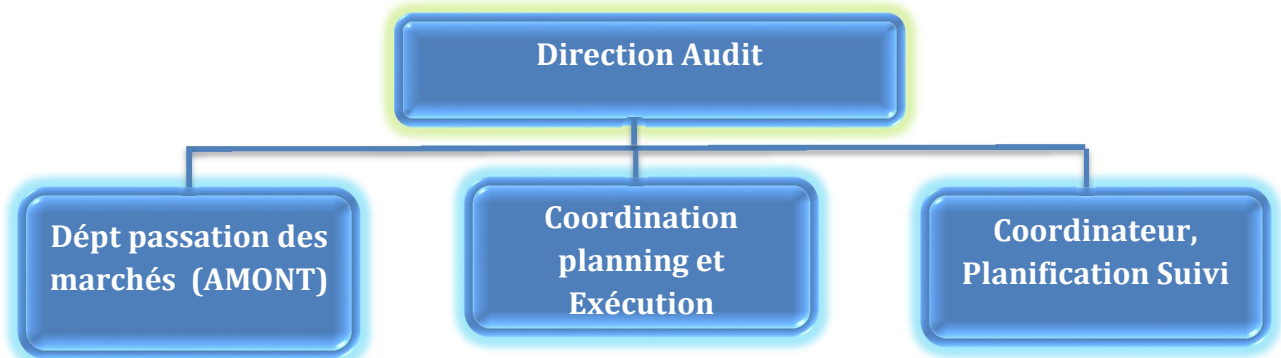 Direction Audit
Dépt passation des
marchés (AMONT)
Coordination
planning et
Exécution
Coordinateur,
Planification Suivi